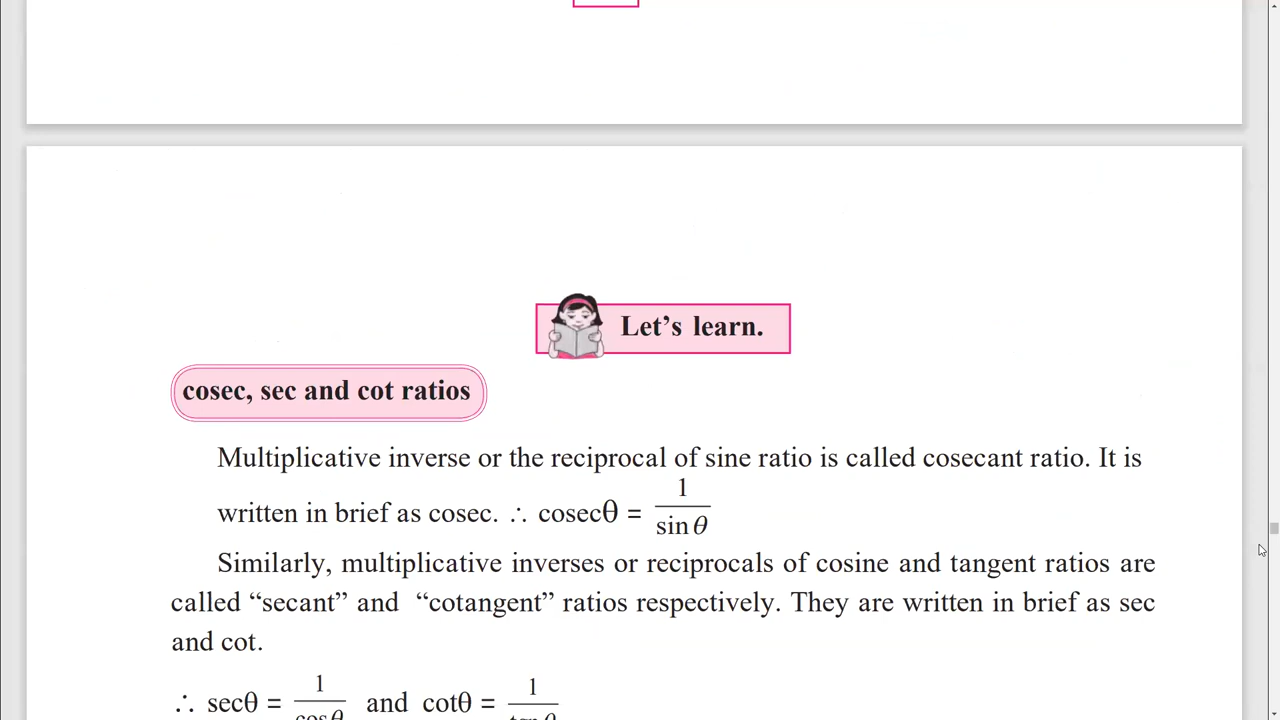 Let’s learn.
cosec, sec and cot ratios
Multiplicative inverse or the reciprocal of sine ratio is called cosecant ratio. It is
written in brief as cosec. ∴ cosecθ = 1/sin θ
Similarly, multiplicative inverses or reciprocals of cosine and tangent ratios are
called “secant” and “cotangent” ratios respectively. They are written in brief as sec
and cot.
∴ secθ = 1/cos θ and cotθ = 1/tan θ